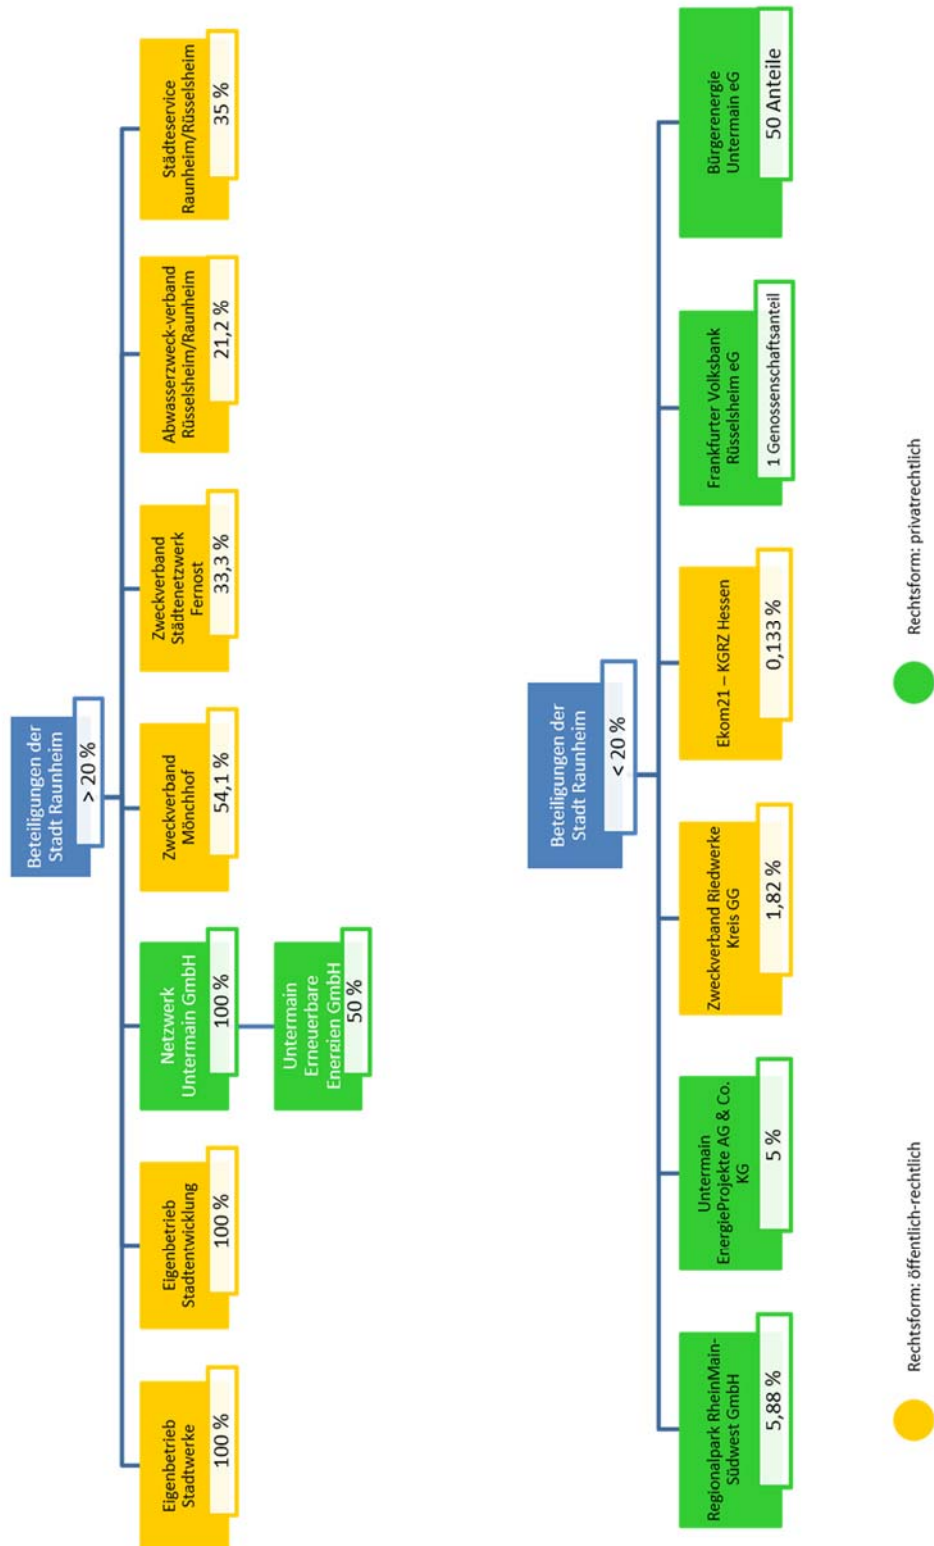 Beteiligungen der
Stadt Raunheim
> 20 %
Eigenbetrieb
Stadtwerke
100 %
Eigenbetrieb
Stadtentwicklung
100 %
Netzwerk
Untermain GmbH
100 %
Untermain
Erneuerbare
Energien GmbH
50 %
Zweckverband
Mönchhof
54,1 %
Zweckverband
Städtenetzwerk
Fernost
33,3 %
Abwasserzweck-verband
Rüsselsheim/Raunheim
21,2 %
Städteservice
Raunheim/Rüsselsheim
35 %
Beteiligungen der
Stadt Raunheim
< 20 %
Regionalpark RheinMain-
Südwest GmbH
5,88 %
Untermain
EnergieProjekte AG & Co.
KG
5 %
Zweckverband Riedwerke
Kreis GG
1,82 %
Ekom21 – KGRZ Hessen
0,133 %
Frankfurter Volksbank
Rüsselsheim eG
1 Genossenschaftsanteil
Bürgerenergie
Untermain eG
50 Anteile
Rechtsform: öffentlich-rechtlich
Rechtsform: privatrechtlich